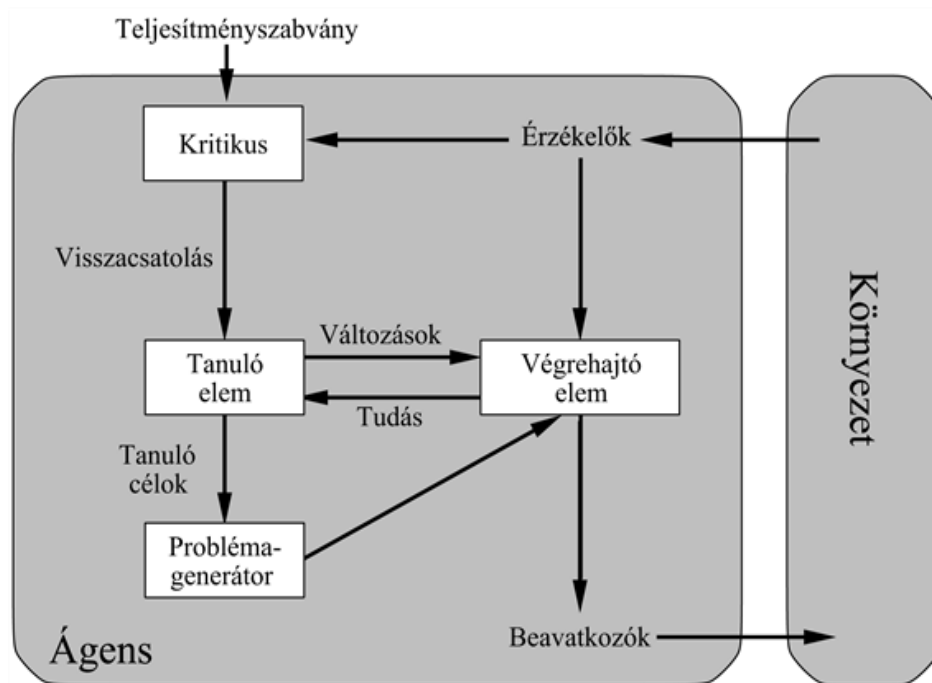 Teljesítményszabvány
Kritikus
Érzékelők
Visszacsatolás
Változások
Tanuló
elem
Végrehajtó
elem
Tudás
Tanuló
célok
Probléma-
generátor
Beavatkozók
Ágens
Környezet